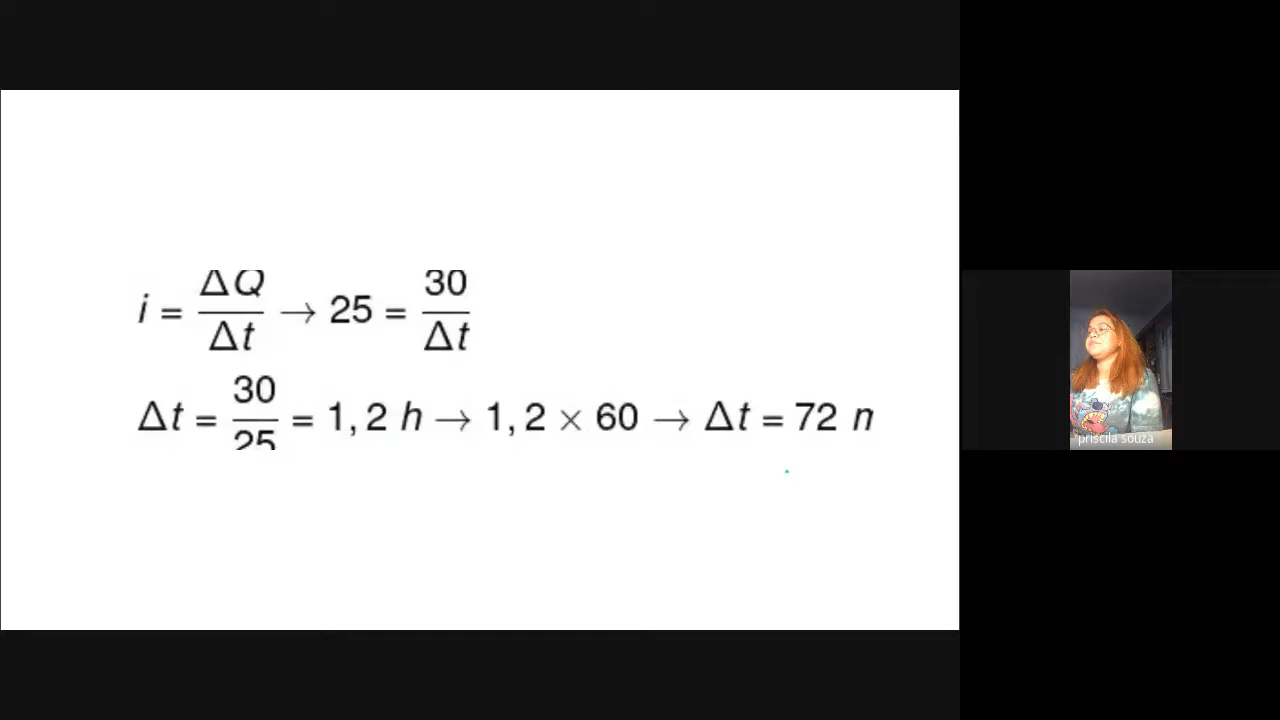 i = ΔQ/Δt → 25 = 30/Δt
Δt = 30/25 = 1,2 h → 1,2 × 60 → Δt = 72 n
priscila souza